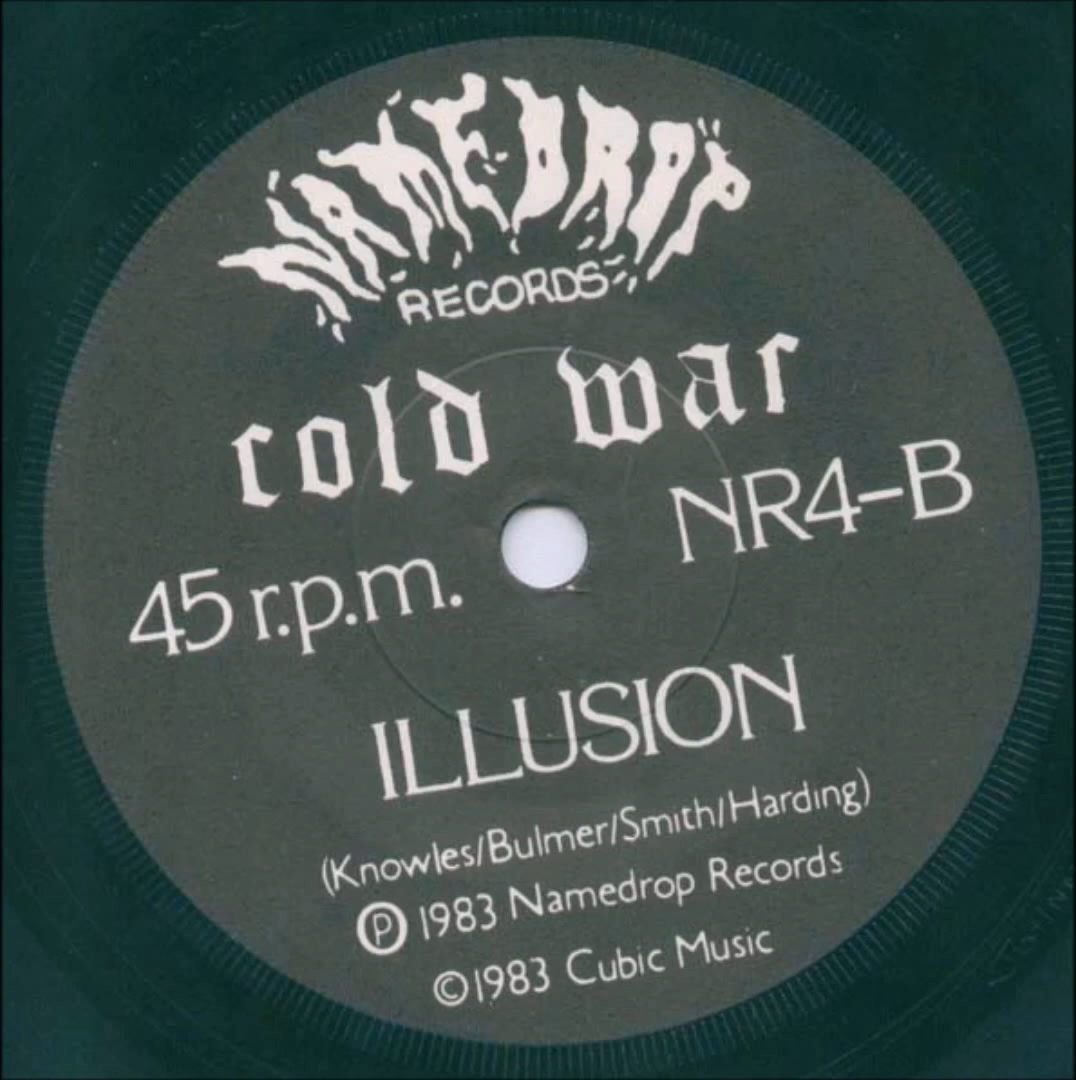 NAMEDROP
RECORDS
cold war
NR4-B
45 r.p.m.
ILLUSION
(Knowles/Bulmer/Smith/Harding)
Ⓟ 1983 Namedrop Records
©1983 Cubic Music